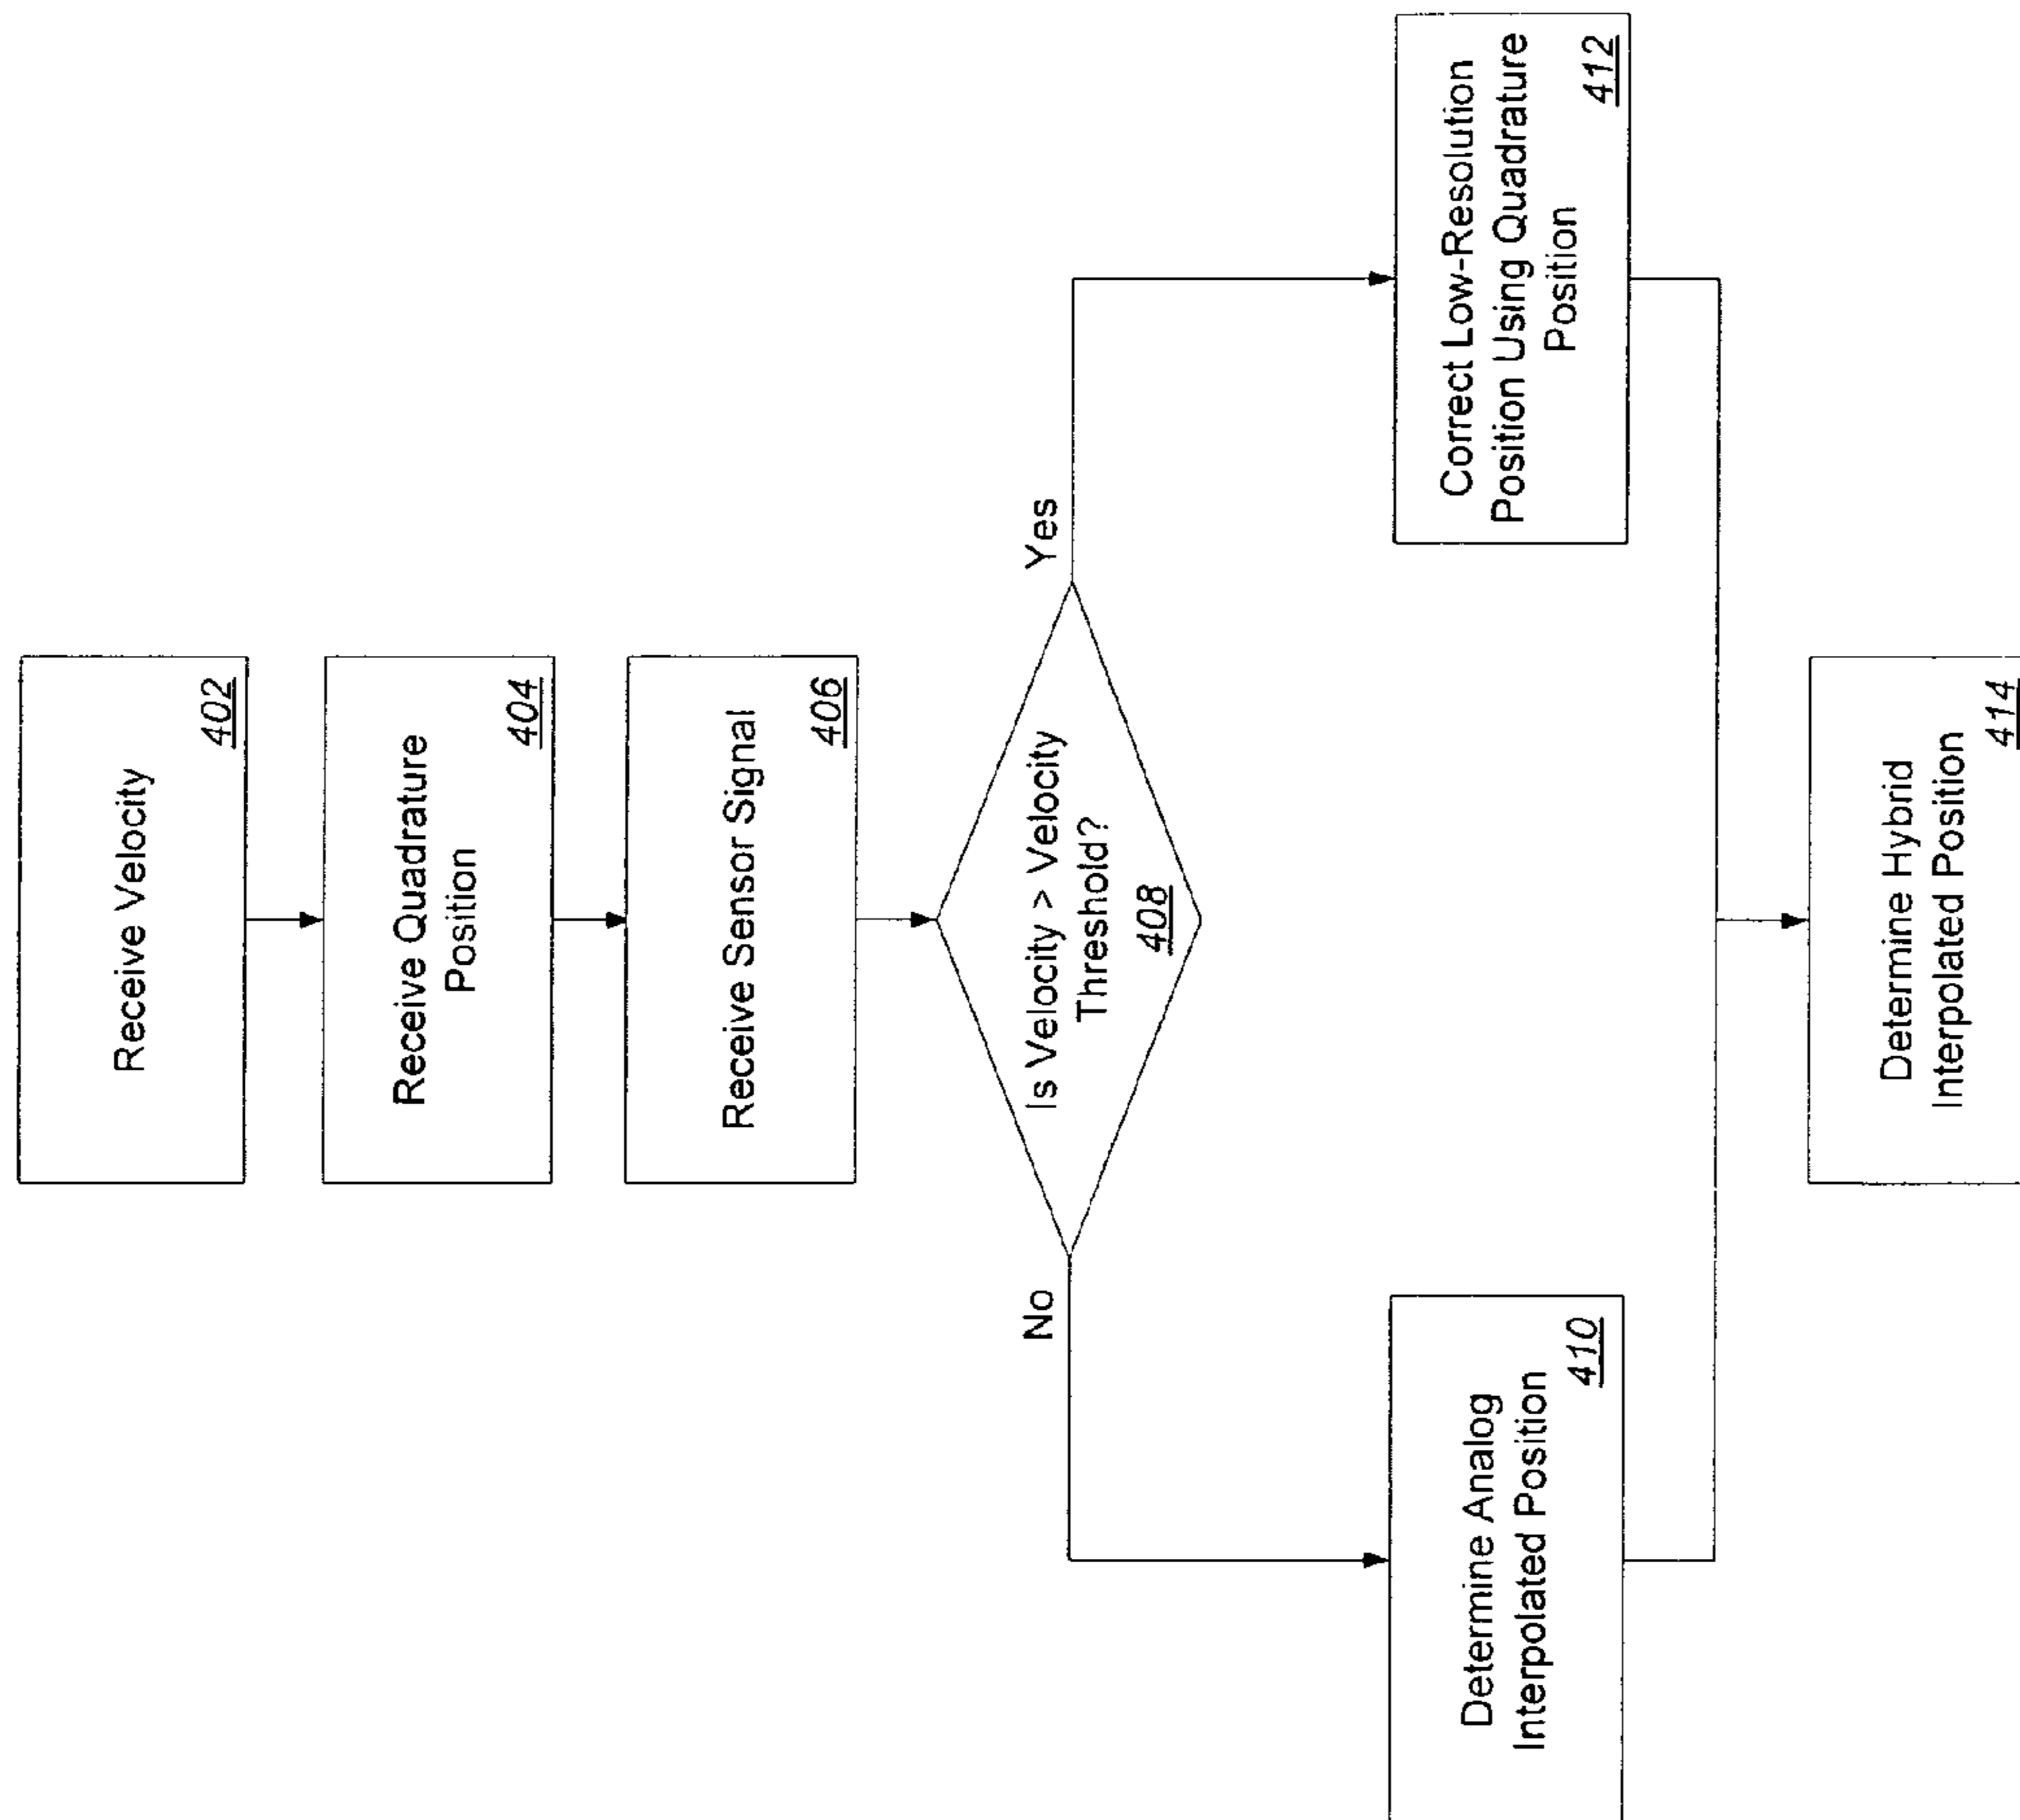 Receive Velocity
402
Receive Quadrature
Position
404
Receive Sensor Signal
406
Is Velocity > Velocity
Threshold?
408
No
Yes
Determine Analog
Interpolated Position
410
Correct Low-Resolution
Position Using Quadrature
Position
412
Determine Hybrid
Interpolated Position
414